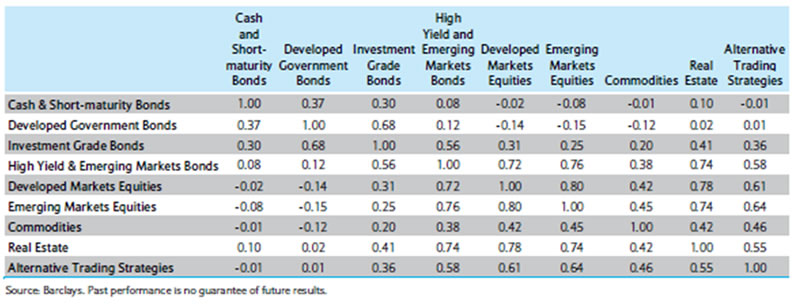 Cash and Short-maturity Bonds Developed Government Bonds Investment Grade Bonds High Yield and Emerging Markets Bonds Developed Markets Equities Emerging Markets Equities Commodities Real Estate Alternative Trading Strategies
Cash & Short-maturity Bonds 1.00 0.37 0.30 0.08 -0.02 -0.08 -0.01 0.10 -0.01
Developed Government Bonds 0.37 1.00 0.68 0.12 -0.14 -0.15 -0.12 0.02 0.01
Investment Grade Bonds 0.30 0.68 1.00 0.56 0.31 0.25 0.20 0.41 0.36
High Yield & Emerging Markets Bonds 0.08 0.12 0.56 1.00 0.72 0.76 0.38 0.74 0.58
Developed Markets Equities -0.02 -0.14 0.31 0.72 1.00 0.80 0.42 0.78 0.61
Emerging Markets Equities -0.08 -0.15 0.25 0.76 0.80 1.00 0.45 0.74 0.64
Commodities -0.01 -0.12 0.20 0.38 0.42 0.45 1.00 0.42 0.46
Real Estate 0.10 0.02 0.41 0.74 0.78 0.74 0.42 1.00 0.55
Alternative Trading Strategies -0.01 0.01 0.36 0.58 0.61 0.64 0.46 0.55 1.00
Source: Barclays. Past performance is no guarantee of future results.